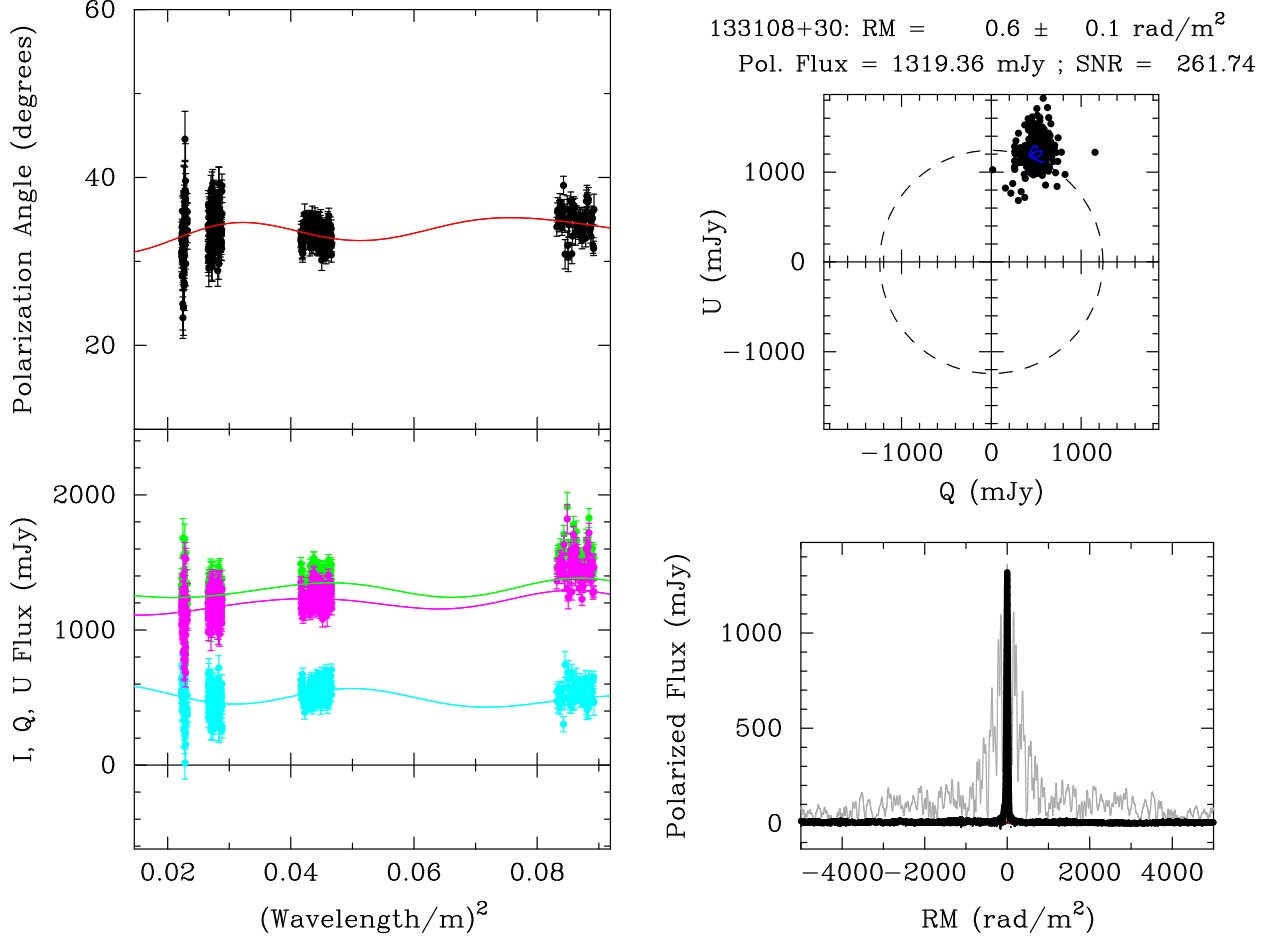 133108+30: RM = 0.6 ± 0.1 rad/m²
Pol. Flux = 1319.36 mJy ; SNR = 261.74
Polarization Angle (degrees)
60
40
20
I, Q, U Flux (mJy)
2000
1000
0
0.02 0.04 0.06 0.08
(Wavelength/m)²
U (mJy)
1000
0
−1000
−1000 0 1000
Q (mJy)
Polarized Flux (mJy)
1000
500
0
−4000 −2000 0 2000 4000
RM (rad/m²)